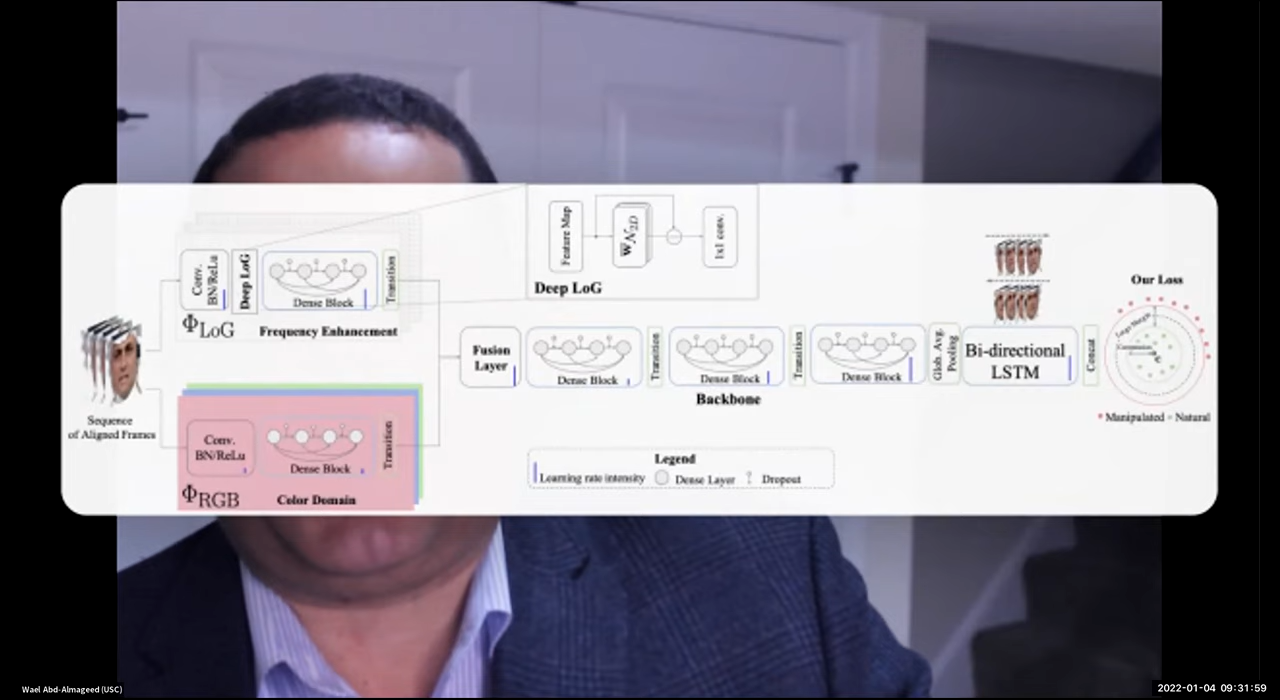 Feature Map
W N2D
1x1 conv.
Deep LoG
Conv.
BN/ReLu
Deep LoG
Dense Block
Transition
ΦLoG
Frequency Enhancement
Our Loss
Manipulated
Natural
Sequence
of Aligned Frames
Fusion
Layer
Dense Block
Transition
Dense Block
Transition
Dense Block
Glob. Avg.
Pooling
Bi-directional
LSTM
Concat
Backbone
Conv.
BN/ReLu
Dense Block
Transition
ΦRGB
Color Domain
Legend
Learning rate intensity
Dense Layer
Dropout
Wael Abd-Almageed (USC)
2022-01-04 09:31:59